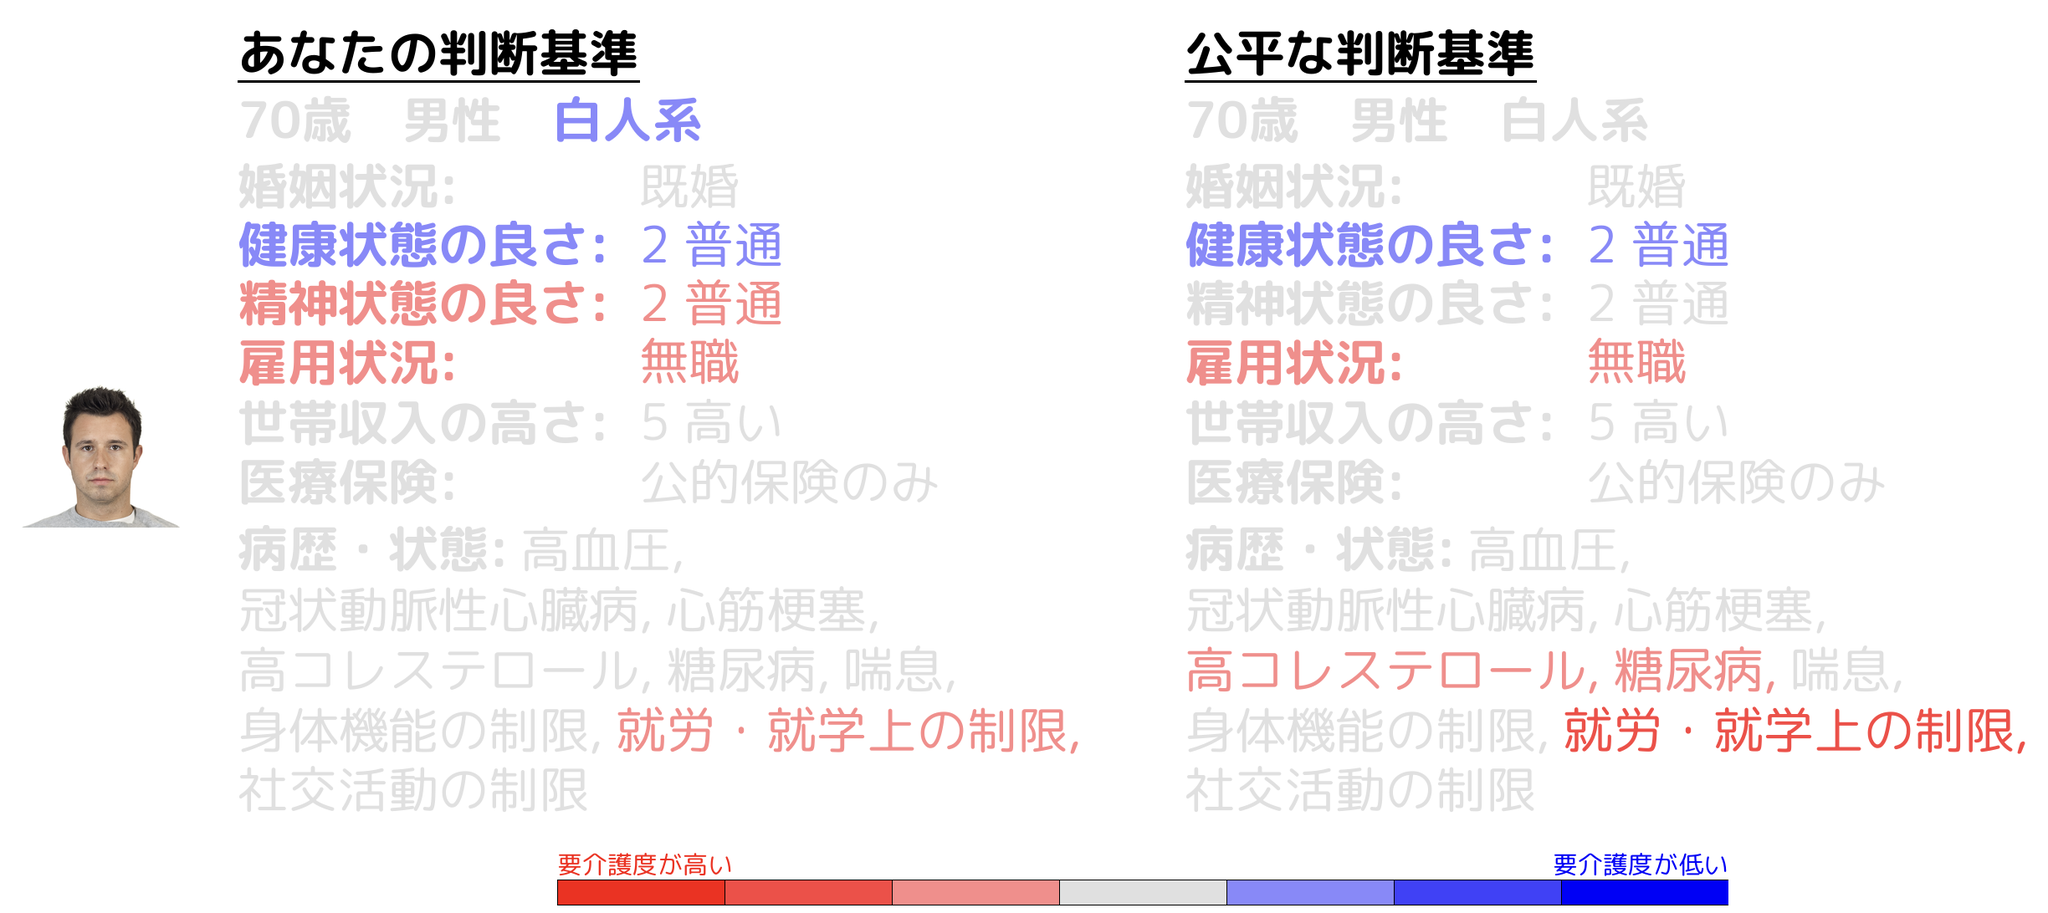 あなたの判断基準
70歳 男性 白人系
婚姻状況: 既婚
健康状態の良さ: 2 普通
精神状態の良さ: 2 普通
雇用状況: 無職
世帯収入の高さ: 5 高い
医療保険: 公的保険のみ
病歴・状態: 高血圧,
冠状動脈性心臓病, 心筋梗塞,
高コレステロール, 糖尿病, 喘息,
身体機能の制限, 就労・就学上の制限,
社交活動の制限
公平な判断基準
70歳 男性 白人系
婚姻状況: 既婚
健康状態の良さ: 2 普通
精神状態の良さ: 2 普通
雇用状況: 無職
世帯収入の高さ: 5 高い
医療保険: 公的保険のみ
病歴・状態: 高血圧,
冠状動脈性心臓病, 心筋梗塞,
高コレステロール, 糖尿病, 喘息,
身体機能の制限, 就労・就学上の制限,
社交活動の制限
要介護度が高い
要介護度が低い